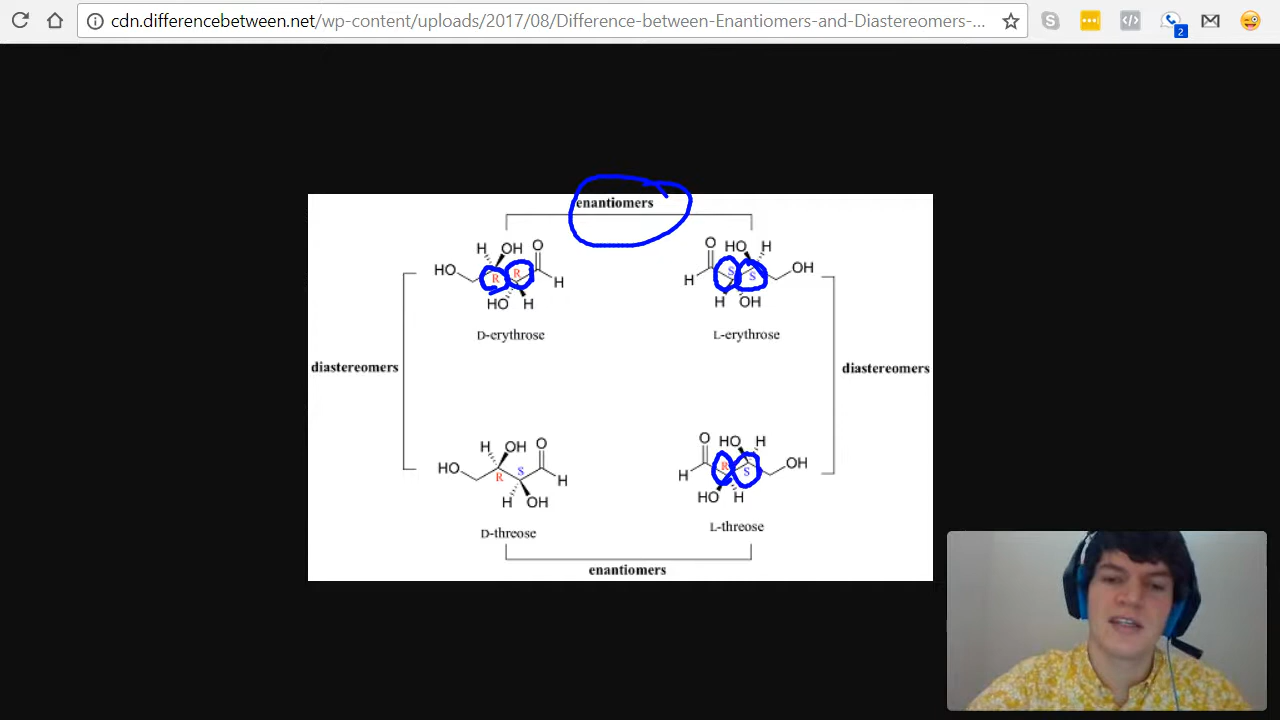 cdn.differencebetween.net/wp-content/uploads/2017/08/Difference-between-Enantiomers-and-Diastereomers-...
2
enantiomers
H OH O
HO R R H
HO H
D-erythrose
O HO H
H S S OH
H OH
L-erythrose
diastereomers
diastereomers
H OH O
HO R S H
H OH
D-threose
O HO H
H R S OH
HO H
L-threose
enantiomers